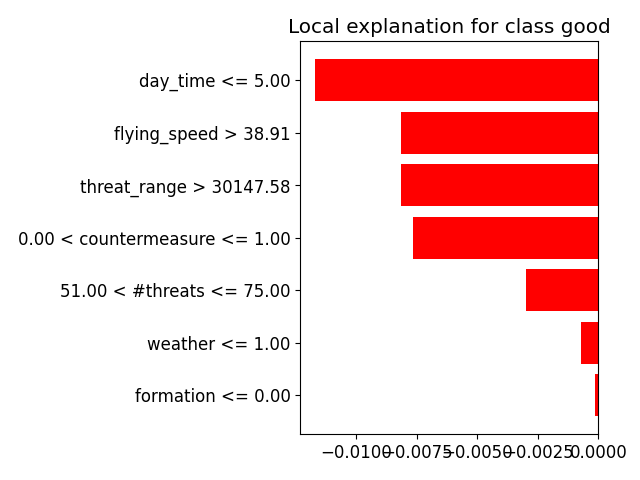 Local explanation for class good
day_time <= 5.00
flying_speed > 38.91
threat_range > 30147.58
0.00 < countermeasure <= 1.00
51.00 < #threats <= 75.00
weather <= 1.00
formation <= 0.00
−0.0100 −0.0075 −0.0050 −0.0025 0.0000